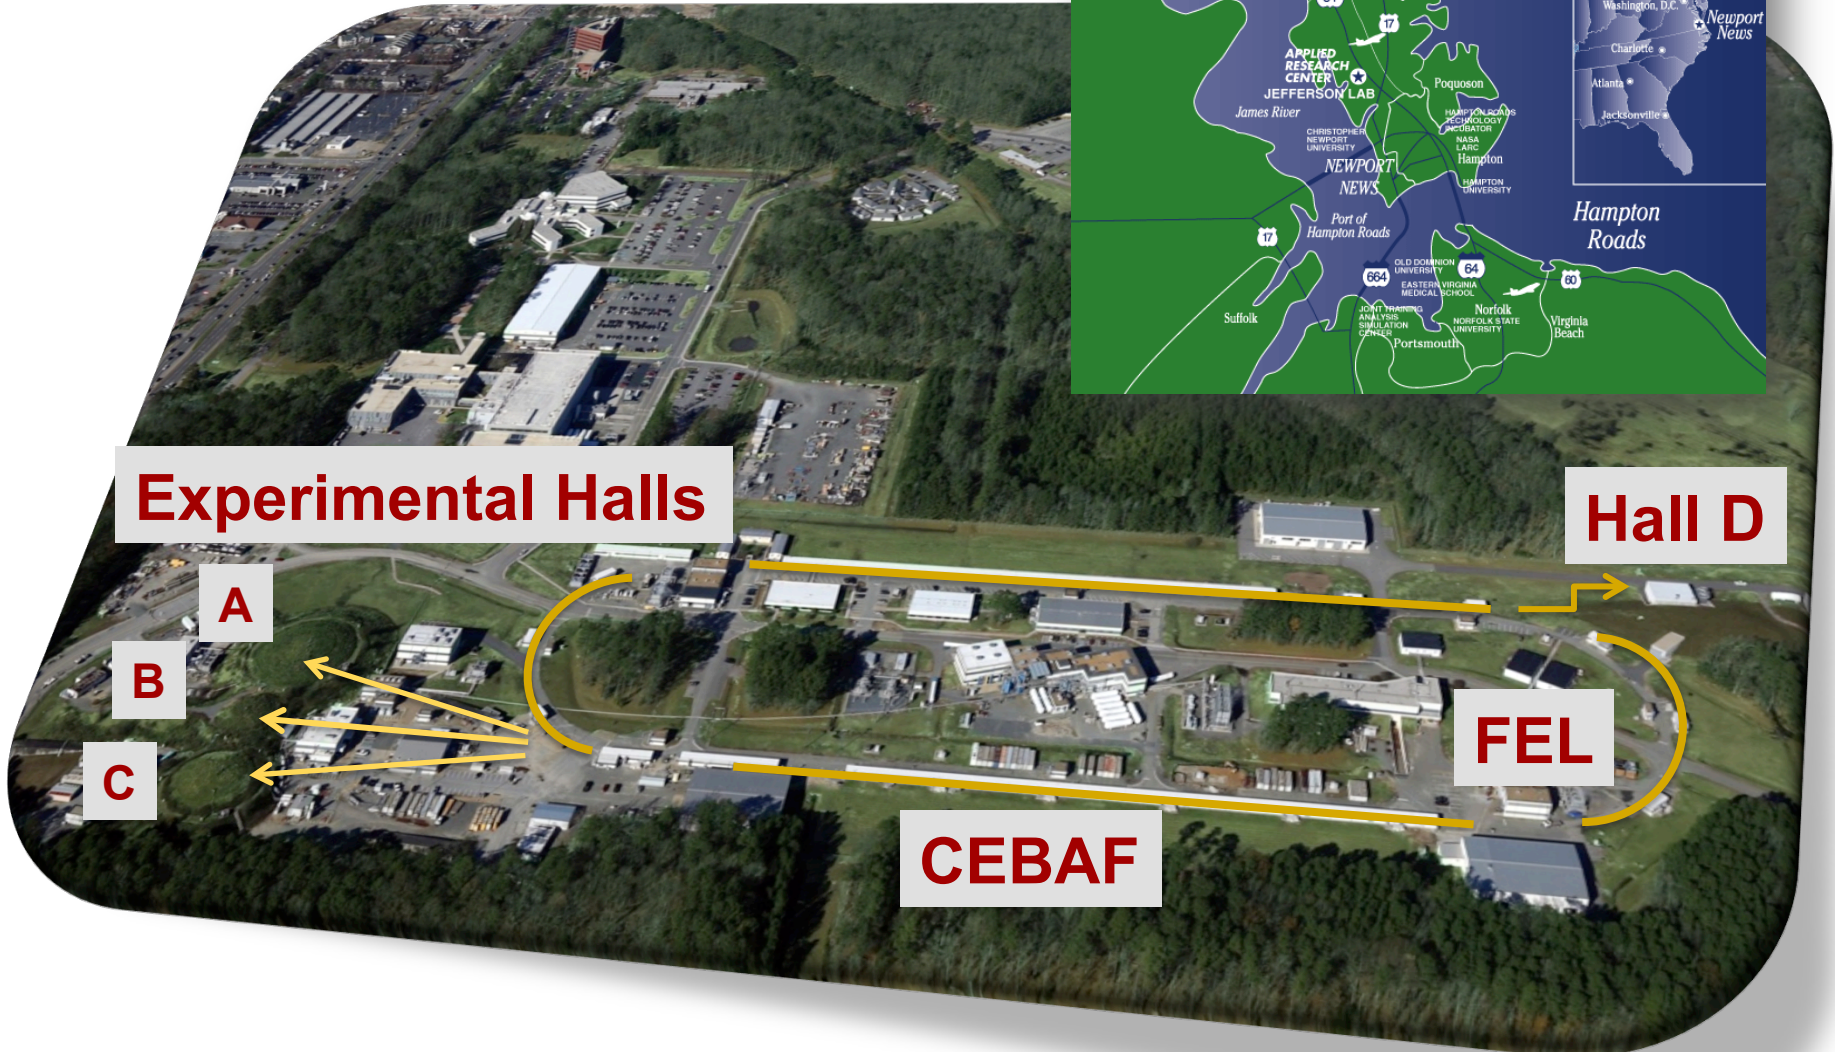 Washington, D.C.
Newport
News
Charlotte
Atlanta
Jacksonville
17
APPLIED
RESEARCH
CENTER
JEFFERSON LAB
James River
Poquoson
HAMPTON ROADS
TECHNOLOGY
INCUBATOR
NASA
LARC
Hampton
HAMPTON
UNIVERSITY
CHRISTOPHER
NEWPORT
UNIVERSITY
NEWPORT
NEWS
Port of
Hampton Roads
Hampton
Roads
17
664
OLD DOMINION
UNIVERSITY
64
60
EASTERN VIRGINIA
MEDICAL SCHOOL
Suffolk
JOINT TRAINING
ANALYSIS
SIMULATION
CENTER
Norfolk
NORFOLK STATE
UNIVERSITY
Virginia
Beach
Portsmouth
Experimental Halls
Hall D
A
B
C
FEL
CEBAF